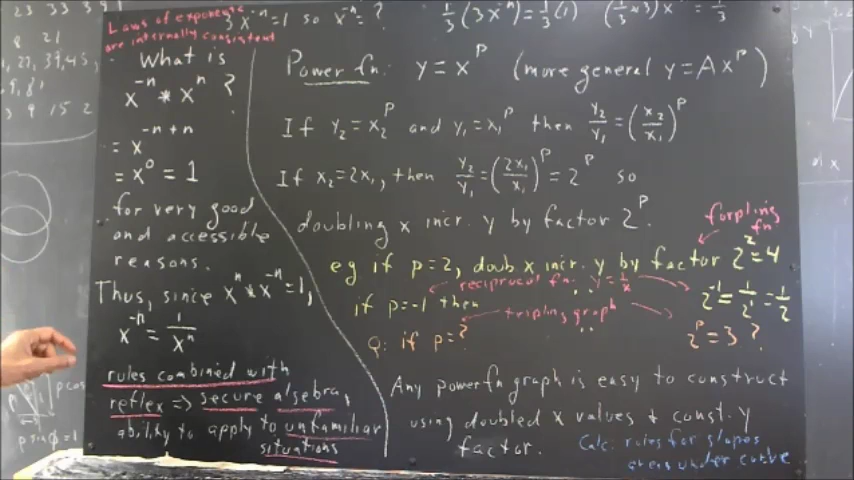 Laws of exponents
are internally consistent
3x^-n = 1 so x^-n = ?
1/3 (3x^-n) = 1/3 (1)
(1/3 * 3) x^-n = 1/3
What is
x^-n * x^n ?
= x^-n+n
= x^0 = 1
for very good
and accessible
reasons.
Thus, since x^n * x^-n = 1,
x^-n = 1/x^n
rules combined with
reflex => secure algebra,
ability to apply to unfamiliar
situations
Power fn: y = x^p (more general y = Ax^p)
If y2 = x2^p and y1 = x1^p then y2/y1 = (x2/x1)^p
If x2 = 2x1, then y2/y1 = (2x1/x1)^p = 2^p so
doubling x incr. y by factor 2^p.
forpling
fn.
eg if p=2, doub x incr. y by factor 2^2 = 4
reciprocal fn. y = 1/x
if p=-1 then 2^-1 = 1/2^1 = 1/2
tripling graph
Q: if p=? 2^p = 3 ?
Any power fn graph is easy to construct
using doubled x values & const. y
factor.
Calc: rules for slopes
areas under curve